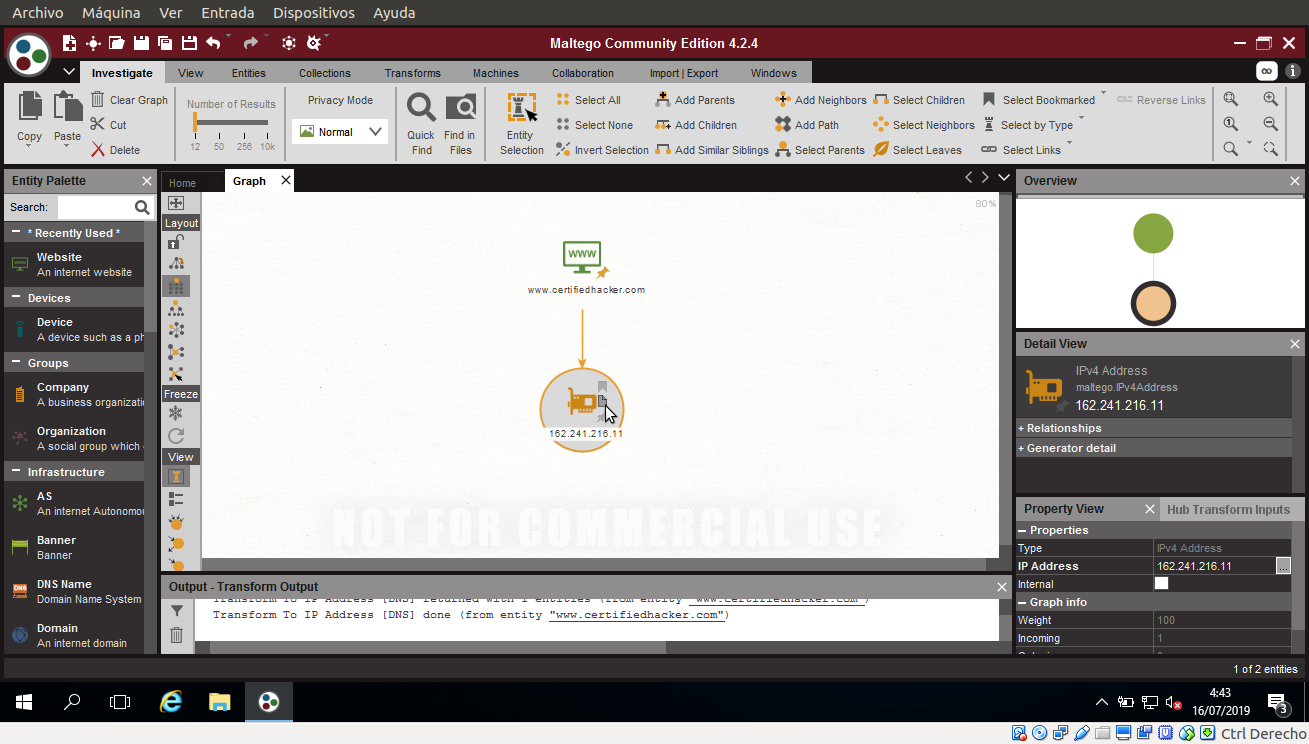 Archivo Máquina Ver Entrada Dispositivos Ayuda
Maltego Community Edition 4.2.4
Investigate View Entities Collections Transforms Machines Collaboration Import | Export Windows
Copy
Paste
Clear Graph
Cut
Delete
Number of Results
12 50 256 10k
Privacy Mode
Normal
Quick Find
Find in Files
Entity Selection
Select All
Select None
Invert Selection
Add Parents
Add Children
Add Similar Siblings
Add Neighbors
Add Path
Select Parents
Select Children
Select Neighbors
Select Leaves
Select Bookmarked
Select by Type
Select Links
Reverse Links
Entity Palette
Search:
* Recently Used *
Website
An internet website
Devices
Device
A device such as a ph
Groups
Company
A business organizati
Organization
A social group which
Infrastructure
AS
An internet Autonomo
Banner
Banner
DNS
DNS Name
Domain Name System
Domain
An internet domain
Home
Graph
Layout
Freeze
View
80%
WWW
www.certifiedhacker.com
162.241.216.11
NOT FOR COMMERCIAL USE
Output - Transform Output
Transform To IP Address [DNS] returned with 1 entities (from entity "www.certifiedhacker.com")
Transform To IP Address [DNS] done (from entity "www.certifiedhacker.com")
Overview
Detail View
IPv4 Address
maltego.IPv4Address
162.241.216.11
+ Relationships
+ Generator detail
Property View
Hub Transform Inputs
Properties
Type IPv4 Address
IP Address 162.241.216.11
...
Internal
Graph info
Weight 100
Incoming 1
1 of 2 entities
4:43
16/07/2019
3
Ctrl Derecho